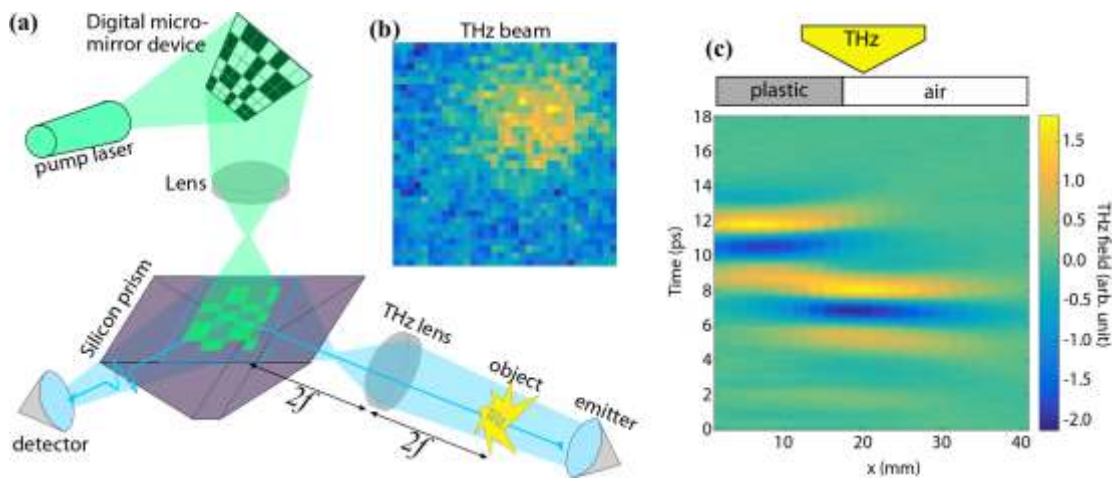 (a)
Digital micro-
mirror device
pump laser
Lens
Silicon prism
THz lens
object
emitter
2f
2f
detector
(b)
THz beam
(c)
THz
plastic
air
18
16
14
12
10
8
6
4
2
0
Time (ps)
10
20
30
40
x (mm)
1.5
1.0
0.5
0.0
-0.5
-1.0
-1.5
-2.0
THz field (arb. unit)